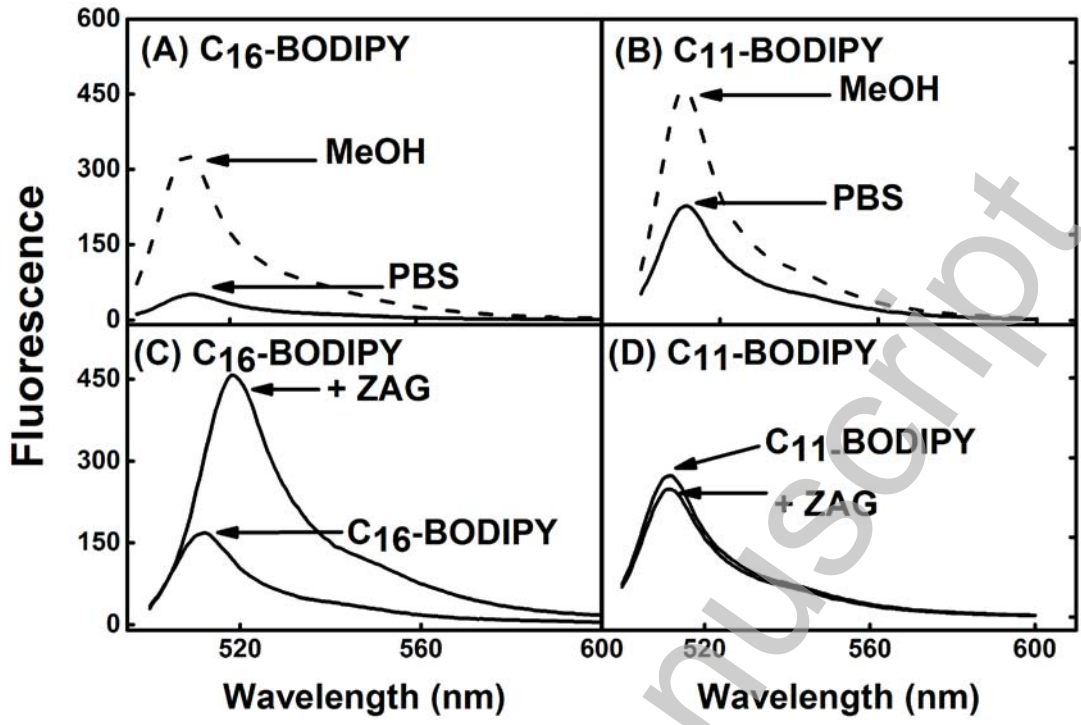 Fluorescence
600
450
300
150
0
(A) C16-BODIPY
MeOH
PBS
(B) C11-BODIPY
MeOH
PBS
450
300
150
0
(C) C16-BODIPY
+ ZAG
C16-BODIPY
(D) C11-BODIPY
C11-BODIPY
+ ZAG
520
560
600
520
560
600
Wavelength (nm)
Wavelength (nm)
nuscript